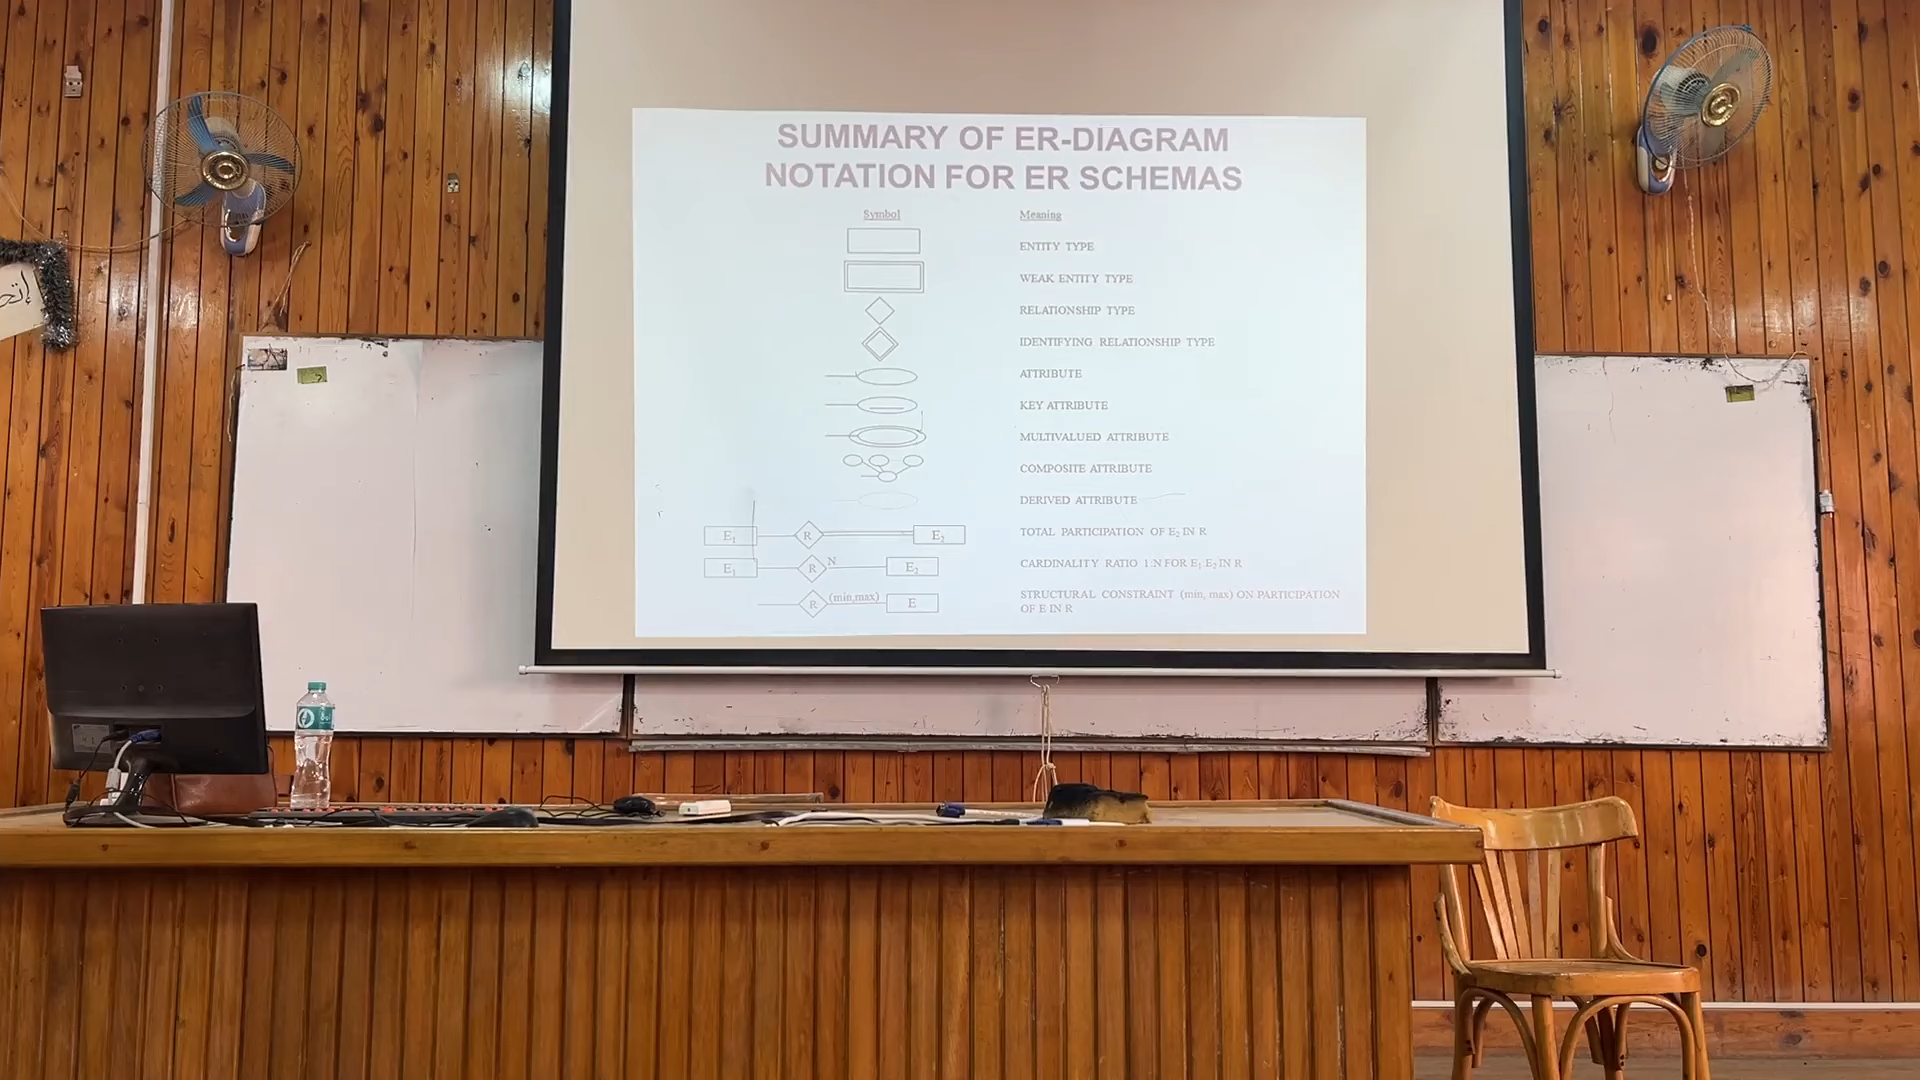 SUMMARY OF ER-DIAGRAM
NOTATION FOR ER SCHEMAS
Symbol Meaning
ENTITY TYPE
WEAK ENTITY TYPE
RELATIONSHIP TYPE
IDENTIFYING RELATIONSHIP TYPE
ATTRIBUTE
KEY ATTRIBUTE
MULTIVALUED ATTRIBUTE
COMPOSITE ATTRIBUTE
DERIVED ATTRIBUTE
E₁ R E₂ TOTAL PARTICIPATION OF E₂ IN R
E₁ R N E₂ CARDINALITY RATIO 1:N FOR E₁:E₂ IN R
R (min,max) E STRUCTURAL CONSTRAINT (min, max) ON PARTICIPATION
OF E IN R